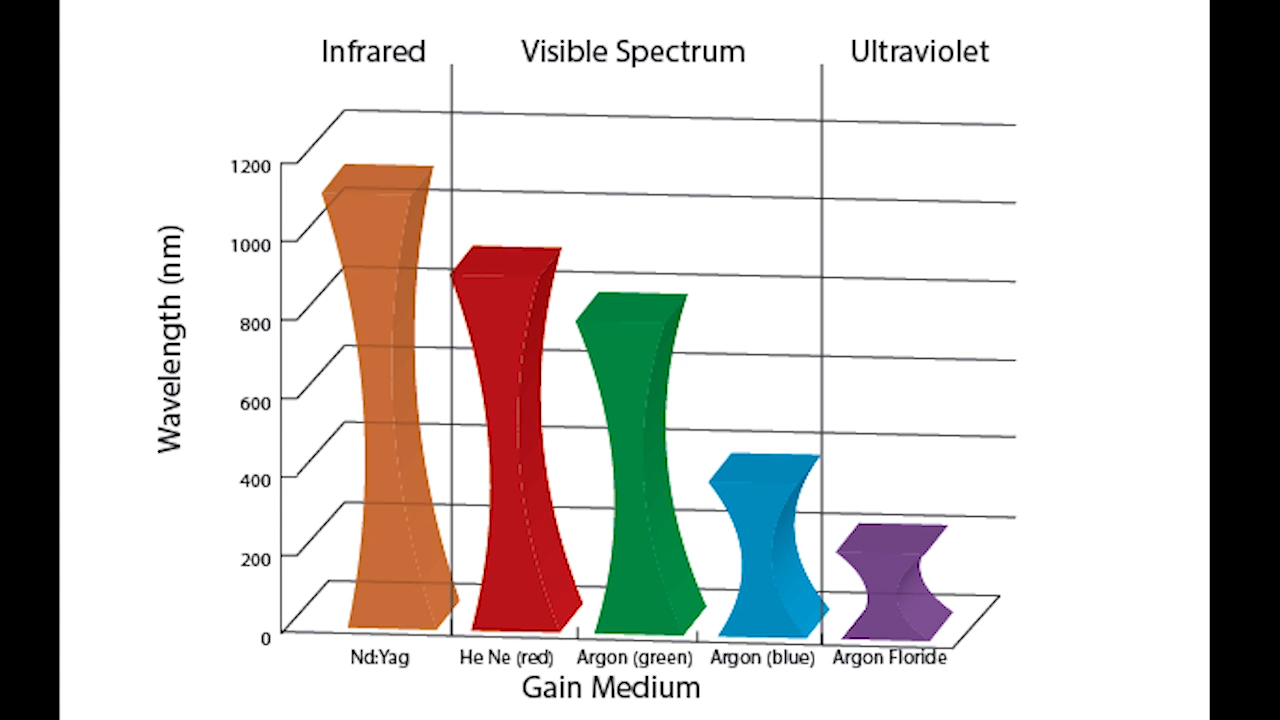 Infrared Visible Spectrum Ultraviolet
1200
1000
800
600
400
200
0
Wavelength (nm)
Nd:Yag He Ne (red) Argon (green) Argon (blue) Argon Floride
Gain Medium